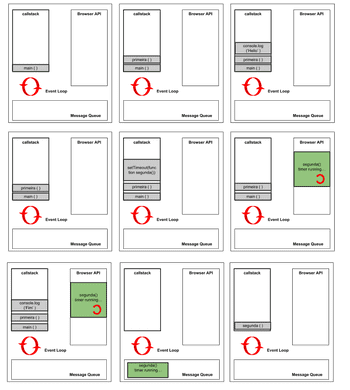 callstack
Browser API
main ( )
Event Loop
Message Queue
callstack
Browser API
primeira ( )
main ( )
Event Loop
Message Queue
callstack
Browser API
console.log
('Hello' )
primeira ( )
main ( )
Event Loop
Message Queue
callstack
Browser API
primeira ( )
main ( )
Event Loop
Message Queue
callstack
Browser API
setTimeout(func
tion segunda())
primeira ( )
main ( )
Event Loop
Message Queue
callstack
Browser API
segunda()
timer running...
primeira ( )
main ( )
Event Loop
Message Queue
callstack
Browser API
segunda()
timer running...
console.log
('Fim' )
primeira ( )
main ( )
Event Loop
Message Queue
callstack
Browser API
Event Loop
segunda()
timer running...
Message Queue
callstack
Browser API
segunda ( )
Event Loop
Message Queue